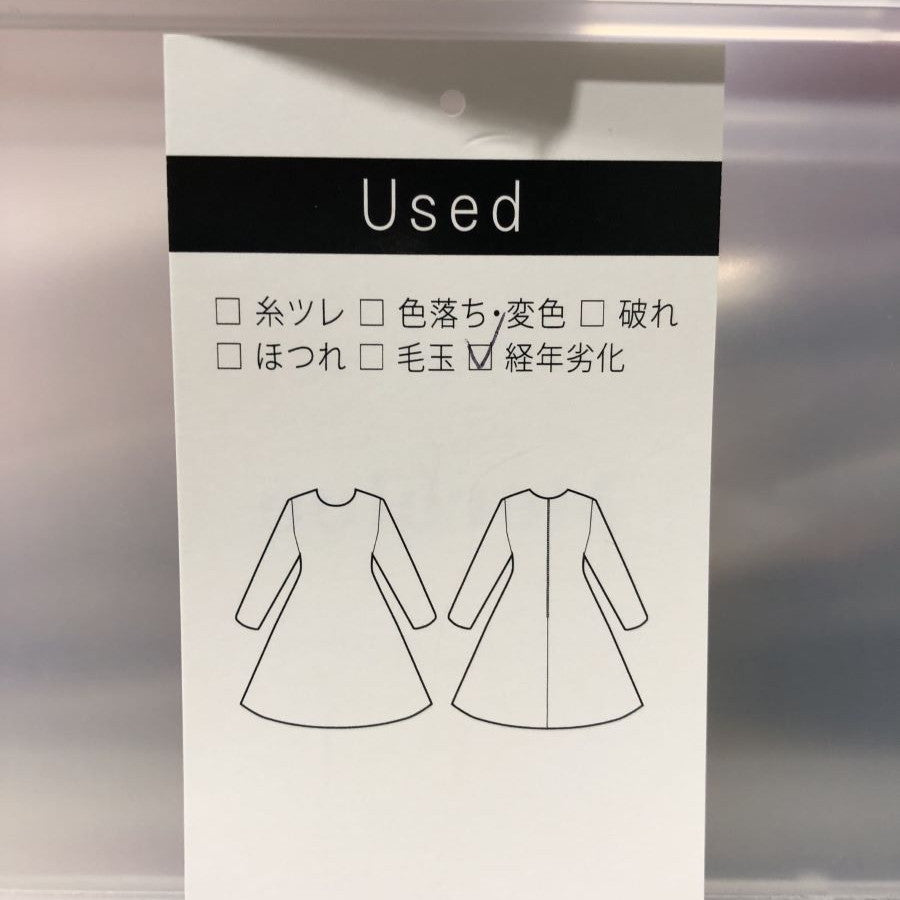 Used
□ 糸ツレ □ 色落ち・変色 □ 破れ
□ ほつれ □ 毛玉 ☑ 経年劣化